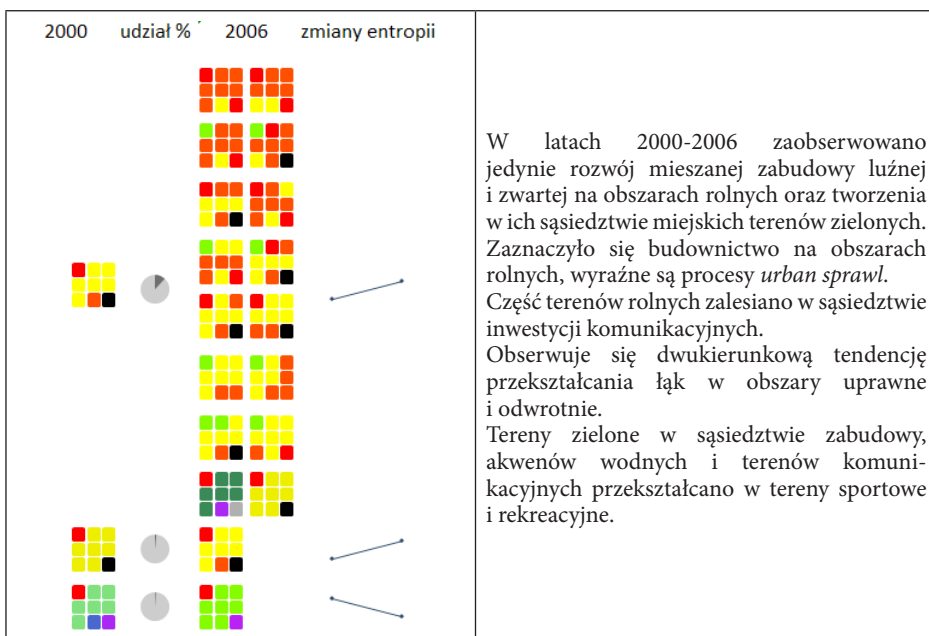 2000 udział % 2006 zmiany entropii
W latach 2000-2006 zaobserwowano
jedynie rozwój mieszanej zabudowy luźnej
i zwartej na obszarach rolnych oraz tworzenia
w ich sąsiedztwie miejskich terenów zielonych.
Zaznaczyło się budownictwo na obszarach
rolnych, wyraźne są procesy urban sprawl.
Część terenów rolnych zalesiano w sąsiedztwie
inwestycji komunikacyjnych.
Obserwuje się dwukierunkową tendencję
przekształcania łąk w obszary uprawne
i odwrotnie.
Tereny zielone w sąsiedztwie zabudowy,
akwenów wodnych i terenów komuni-
kacyjnych przekształcano w tereny sportowe
i rekreacyjne.